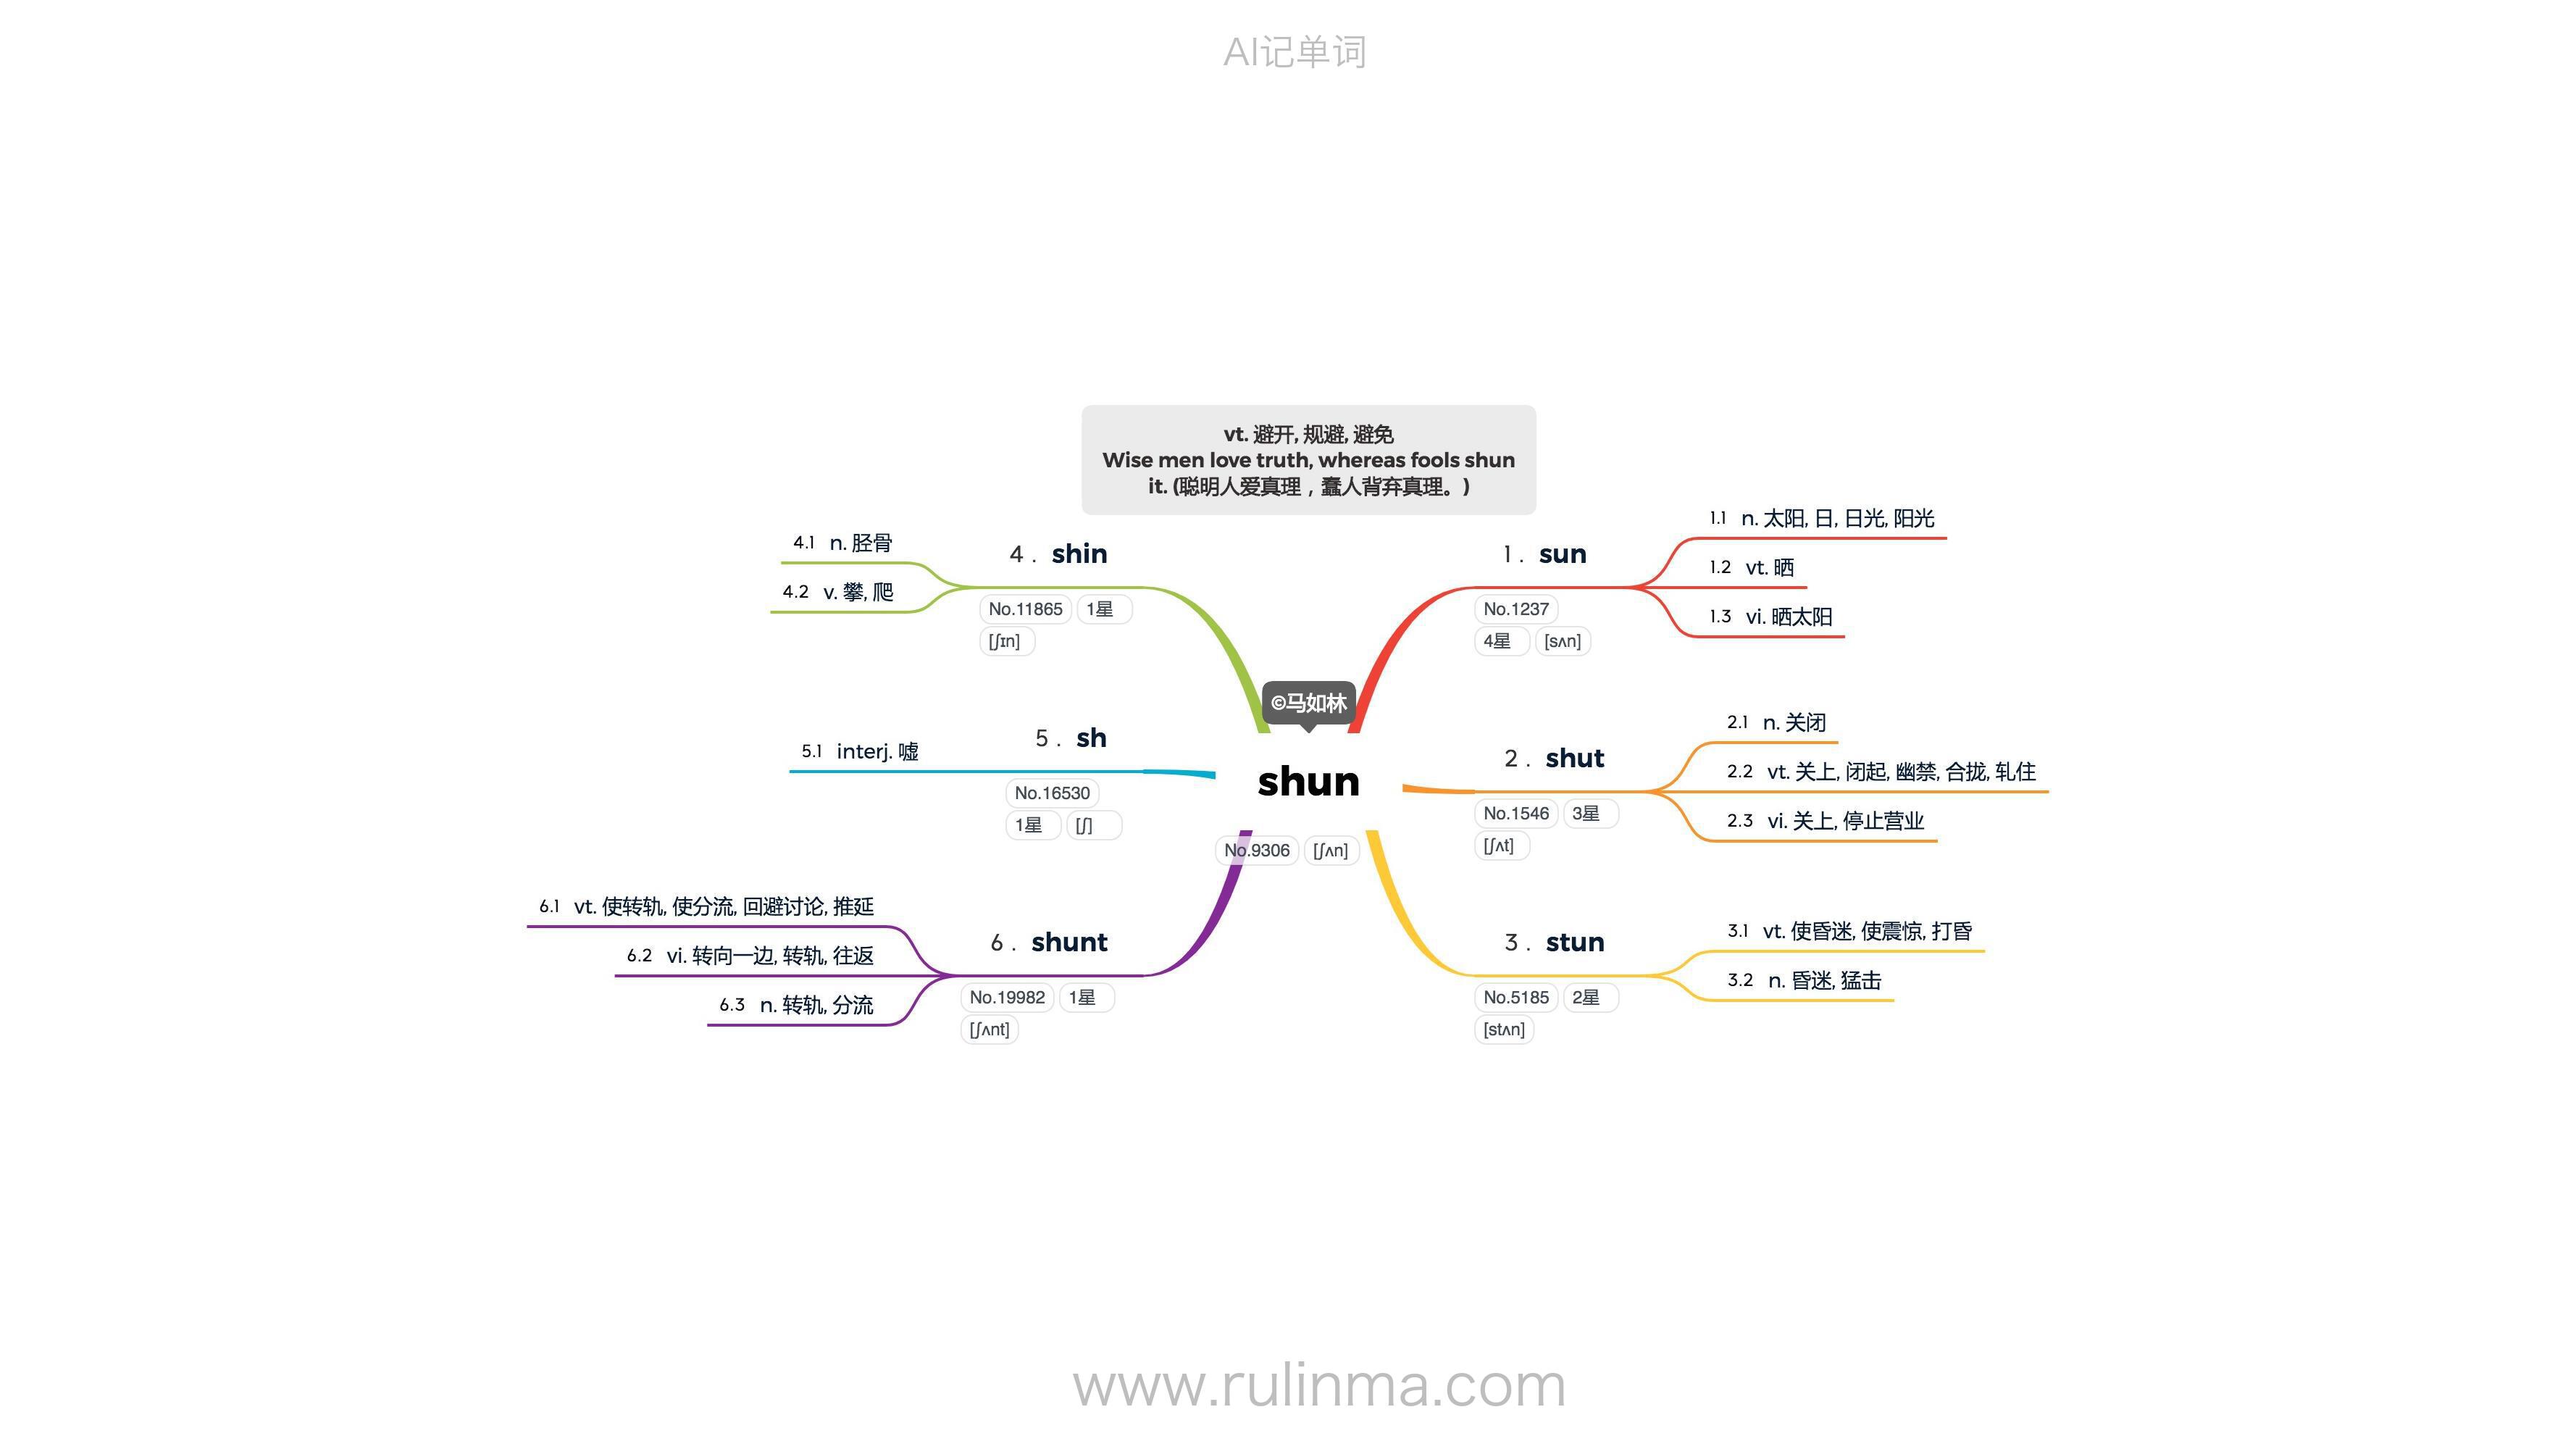 AI记单词
vt. 避开, 规避, 避免
Wise men love truth, whereas fools shun
it. (聪明人爱真理，蠢人背弃真理。)
©马如林
shun
No.9306 [ʃʌn]
1 . sun
No.1237
4星 [sʌn]
1.1 n. 太阳, 日, 日光, 阳光
1.2 vt. 晒
1.3 vi. 晒太阳
2 . shut
No.1546 3星
[ʃʌt]
2.1 n. 关闭
2.2 vt. 关上, 闭起, 幽禁, 合拢, 轧住
2.3 vi. 关上, 停止营业
3 . stun
No.5185 2星
[stʌn]
3.1 vt. 使昏迷, 使震惊, 打昏
3.2 n. 昏迷, 猛击
4 . shin
No.11865 1星
[ʃɪn]
4.1 n. 胫骨
4.2 v. 攀, 爬
5 . sh
No.16530
1星 [ʃ]
5.1 interj. 嘘
6 . shunt
No.19982 1星
[ʃʌnt]
6.1 vt. 使转轨, 使分流, 回避讨论, 推延
6.2 vi. 转向一边, 转轨, 往返
6.3 n. 转轨, 分流
www.rulinma.com